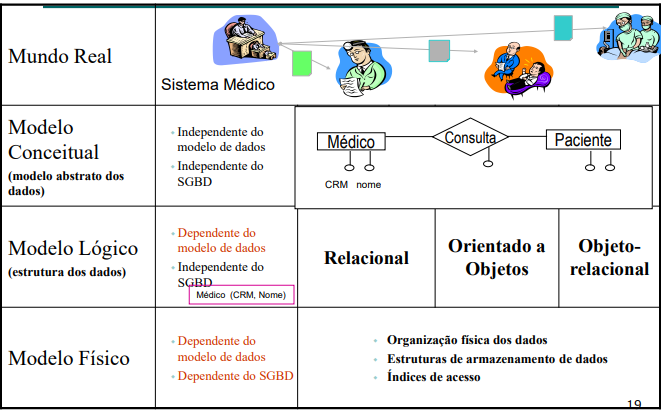 Mundo Real
Sistema Médico
Modelo
Conceitual
(modelo abstrato dos
dados)
Independente do
modelo de dados
Independente do
SGBD
Médico
Consulta
Paciente
CRM nome
Modelo Lógico
(estrutura dos dados)
Dependente do
modelo de dados
Independente do
SGBD
Médico (CRM, Nome)
Relacional
Orientado a
Objetos
Objeto-
relacional
Modelo Físico
Dependente do
modelo de dados
Dependente do SGBD
Organização física dos dados
Estruturas de armazenamento de dados
Índices de acesso
19